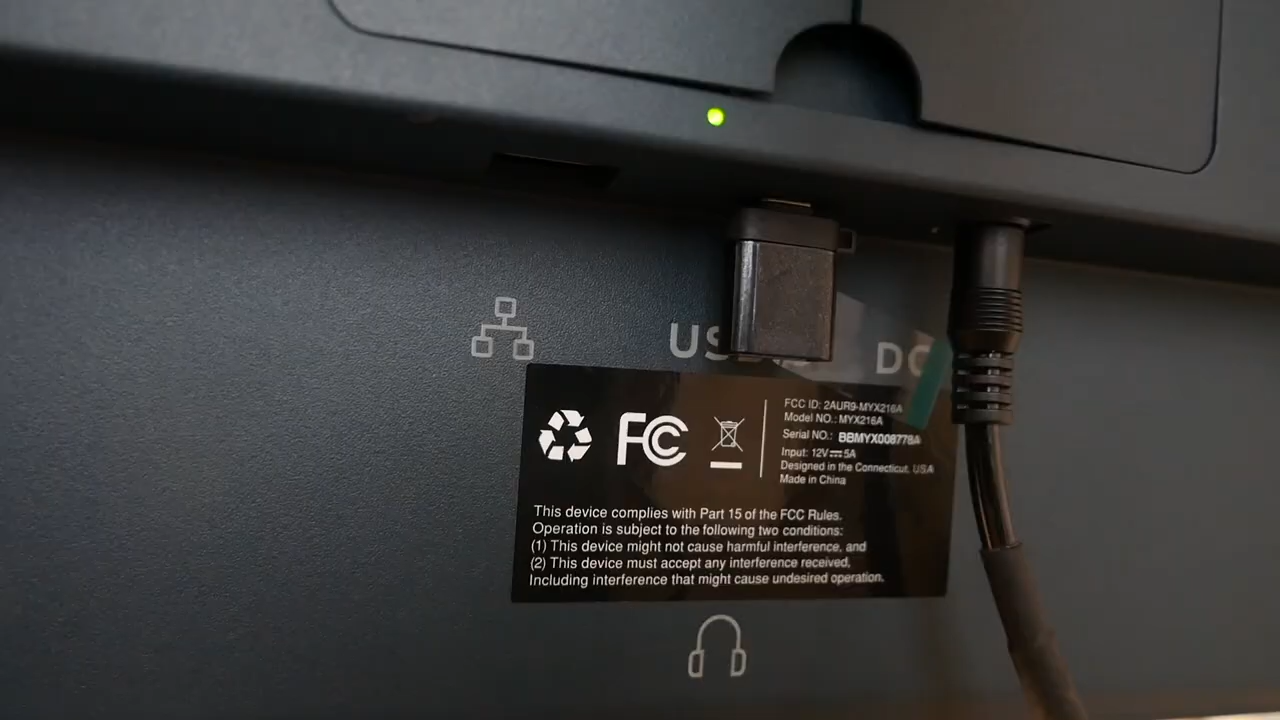 US
DC
FC
FCC ID: 2AUR9-MYX216A
Model NO.: MYX216A
Serial NO.: BBMYX008778A
Input: 12V⎓5A
Designed in the Connecticut, USA
Made in China
This device complies with Part 15 of the FCC Rules.
Operation is subject to the following two conditions:
(1) This device might not cause harmful interference, and
(2) This device must accept any interference received,
Including interference that might cause undesired operation.